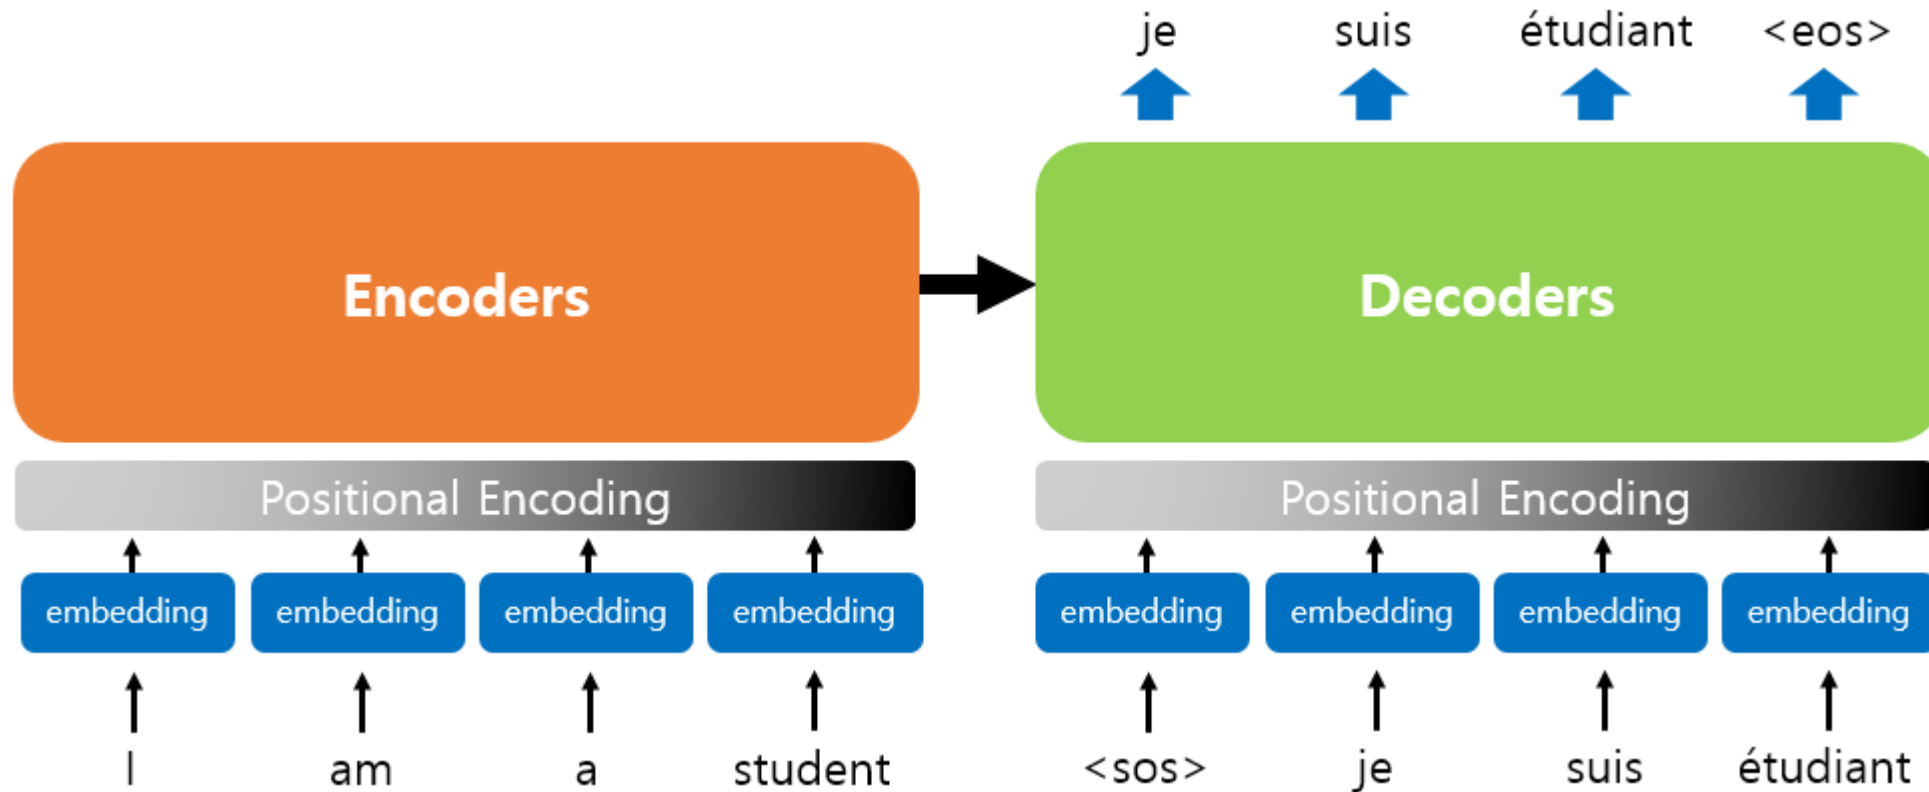 je suis étudiant <eos>
Encoders
Decoders
Positional Encoding
Positional Encoding
embedding embedding embedding embedding
embedding embedding embedding embedding
I am a student
<sos> je suis étudiant